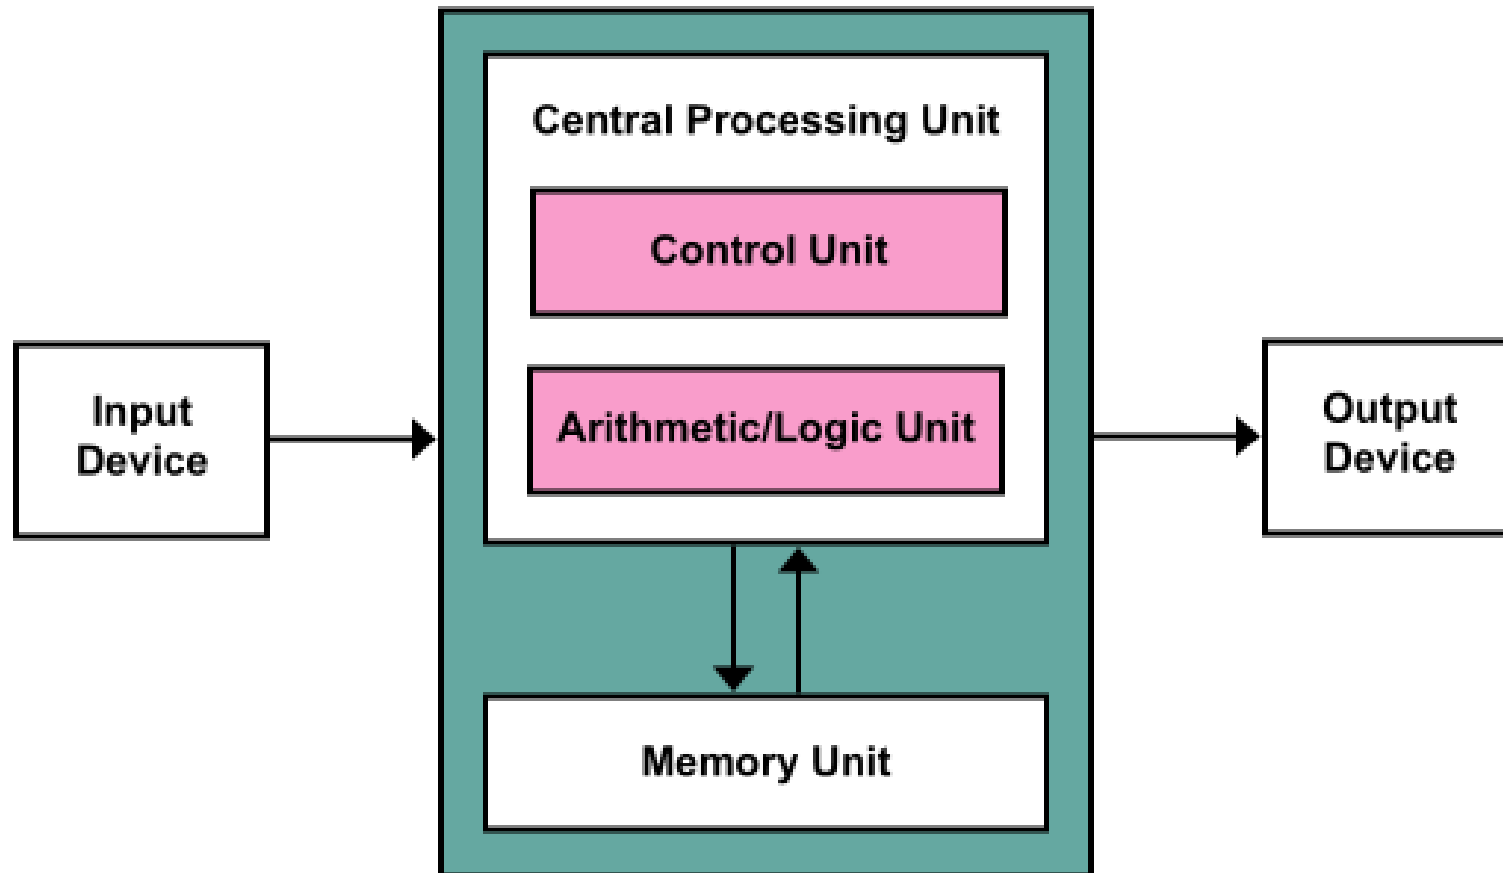 Central Processing Unit
Control Unit
Arithmetic/Logic Unit
Input
Device
Output
Device
Memory Unit